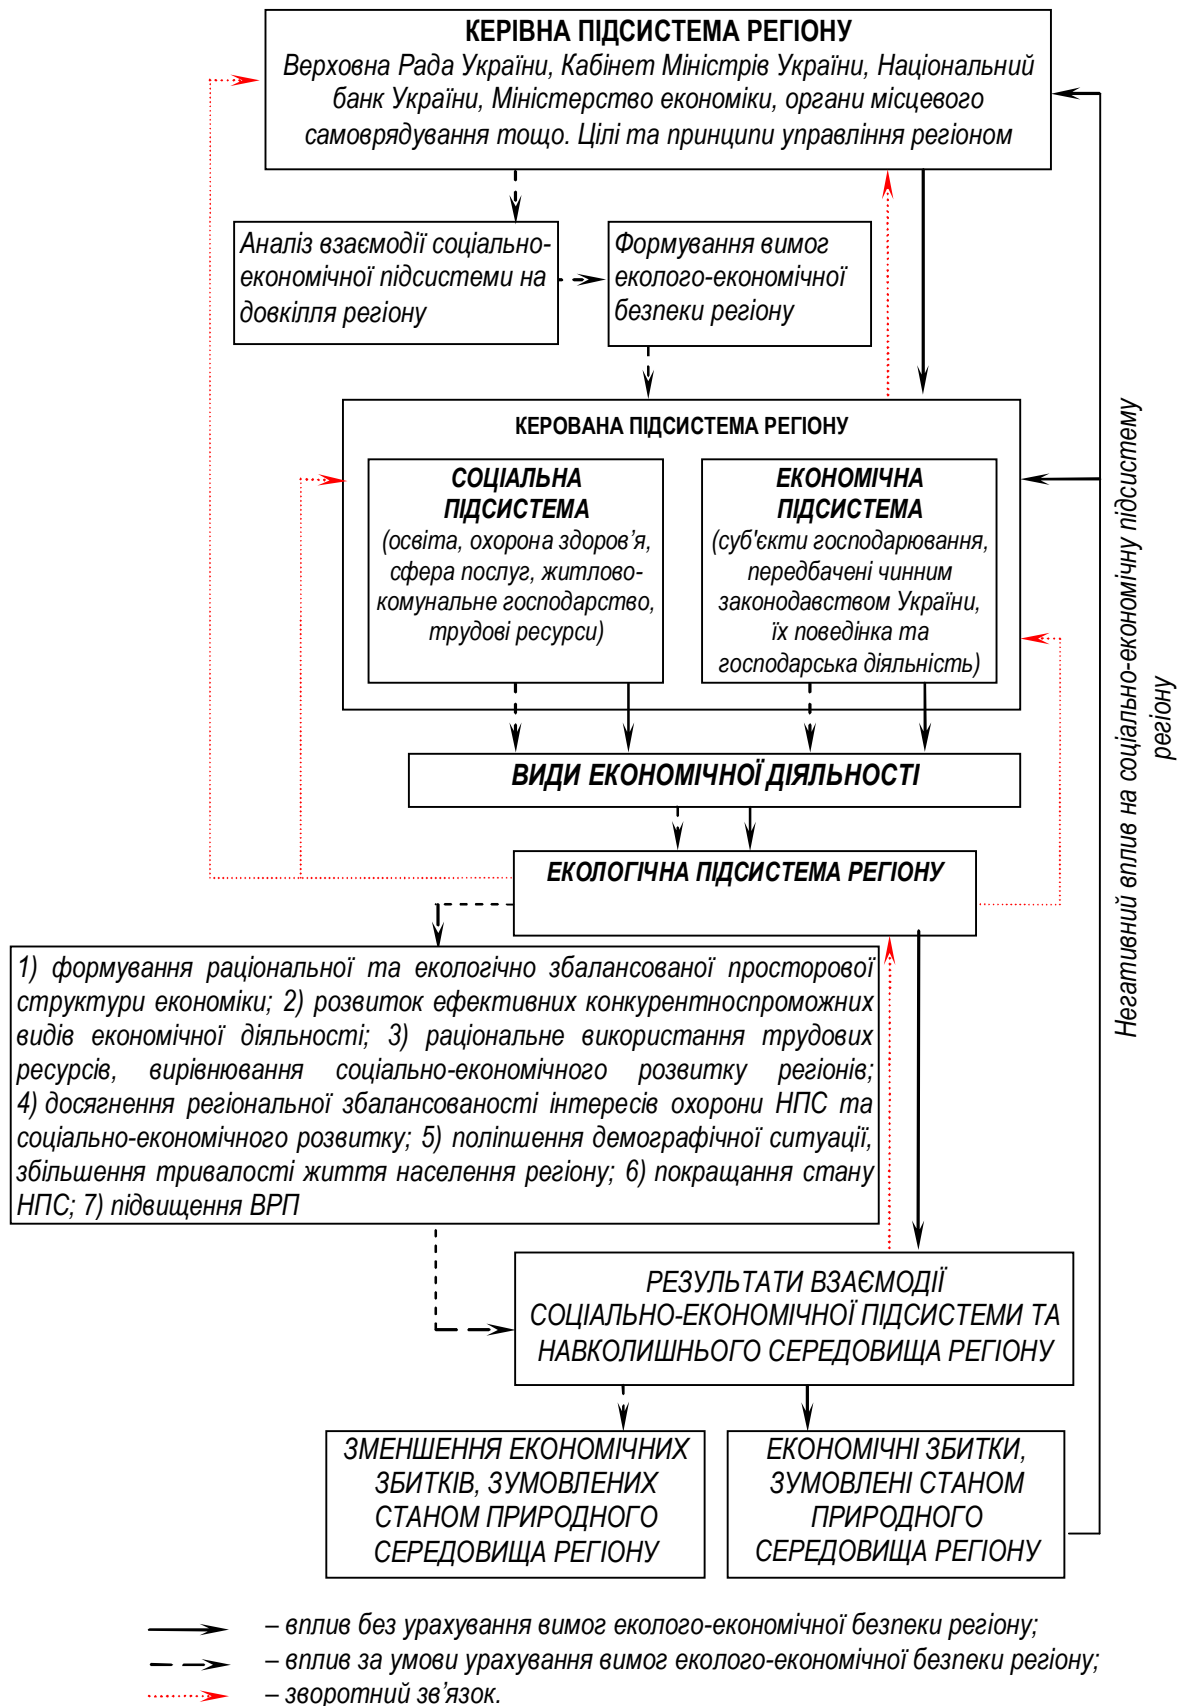 КЕРІВНА ПІДСИСТЕМА РЕГІОНУ
Верховна Рада України, Кабінет Міністрів України, Національний
банк України, Міністерство економіки, органи місцевого
самоврядування тощо. Цілі та принципи управління регіоном
Аналіз взаємодії соціально-
економічної підсистеми на
довкілля регіону
Формування вимог
еколого-економічної
безпеки регіону
КЕРОВАНА ПІДСИСТЕМА РЕГІОНУ
СОЦІАЛЬНА
ПІДСИСТЕМА
(освіта, охорона здоров’я,
сфера послуг, житлово-
комунальне господарство,
трудові ресурси)
ЕКОНОМІЧНА
ПІДСИСТЕМА
(суб'єкти господарювання,
передбачені чинним
законодавством України,
їх поведінка та
господарська діяльність)
Негативний вплив на соціально-економічну підсистему
регіону
ВИДИ ЕКОНОМІЧНОЇ ДІЯЛЬНОСТІ
ЕКОЛОГІЧНА ПІДСИСТЕМА РЕГІОНУ
1) формування раціональної та екологічно збалансованої просторової
структури економіки; 2) розвиток ефективних конкурентноспроможних
видів економічної діяльності; 3) раціональне використання трудових
ресурсів, вирівнювання соціально-економічного розвитку регіонів;
4) досягнення регіональної збалансованості інтересів охорони НПС та
соціально-економічного розвитку; 5) поліпшення демографічної ситуації,
збільшення тривалості життя населення регіону; 6) покращання стану
НПС; 7) підвищення ВРП
РЕЗУЛЬТАТИ ВЗАЄМОДІЇ
СОЦІАЛЬНО-ЕКОНОМІЧНОЇ ПІДСИСТЕМИ ТА
НАВКОЛИШНЬОГО СЕРЕДОВИЩА РЕГІОНУ
ЗМЕНШЕННЯ ЕКОНОМІЧНИХ
ЗБИТКІВ, ЗУМОВЛЕНИХ
СТАНОМ ПРИРОДНОГО
СЕРЕДОВИЩА РЕГІОНУ
ЕКОНОМІЧНІ ЗБИТКИ,
ЗУМОВЛЕНІ СТАНОМ
ПРИРОДНОГО
СЕРЕДОВИЩА РЕГІОНУ
– вплив без урахування вимог еколого-економічної безпеки регіону;
– вплив за умови урахування вимог еколого-економічної безпеки регіону;
– зворотний зв’язок.